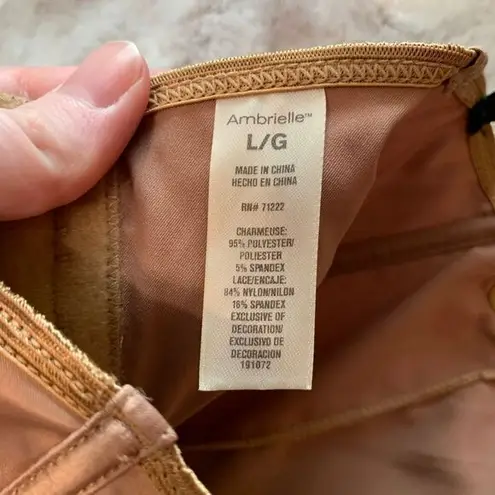 Ambrielle™
L/G
MADE IN CHINA
HECHO EN CHINA
RN# 71222
CHARMEUSE:
95% POLYESTER/
POLIESTER
5% SPANDEX
LACE/ENCAJE:
84% NYLON/NILON
16% SPANDEX
EXCLUSIVE OF
DECORATION/
EXCLUSIVO DE
DECORACION
191072